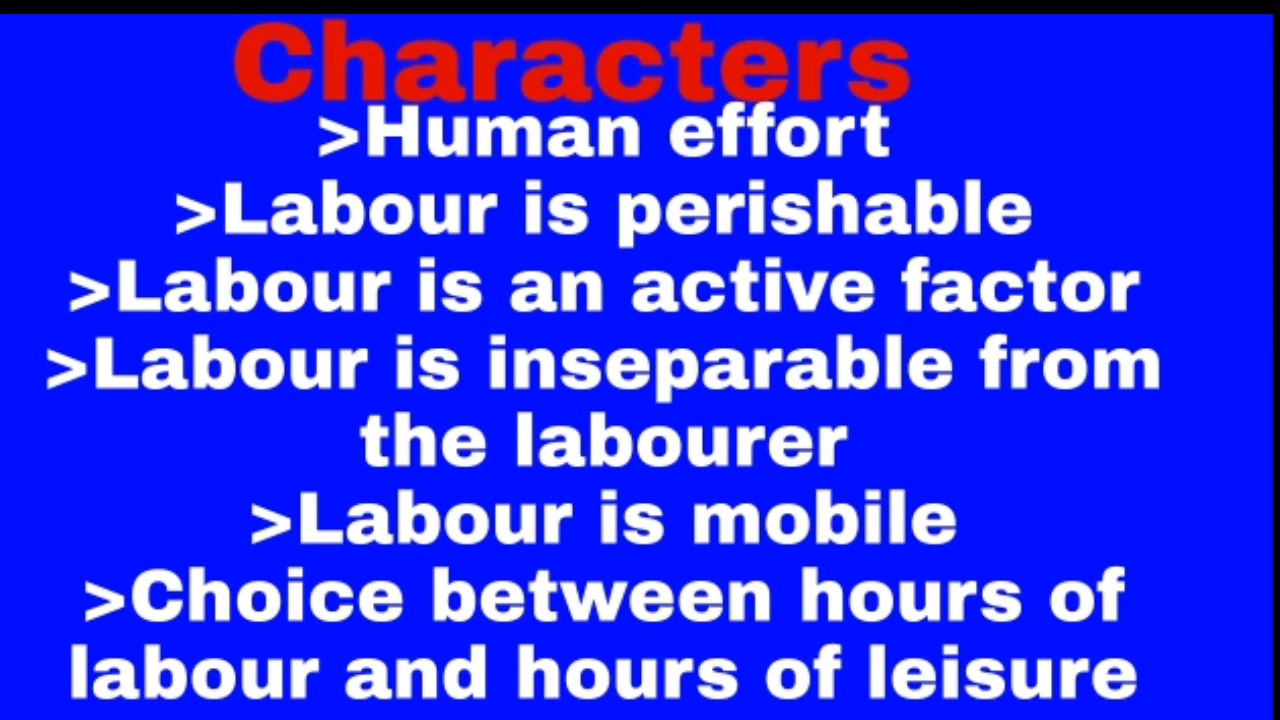 Characters
>Human effort
>Labour is perishable
>Labour is an active factor
>Labour is inseparable from
the labourer
>Labour is mobile
>Choice between hours of
labour and hours of leisure